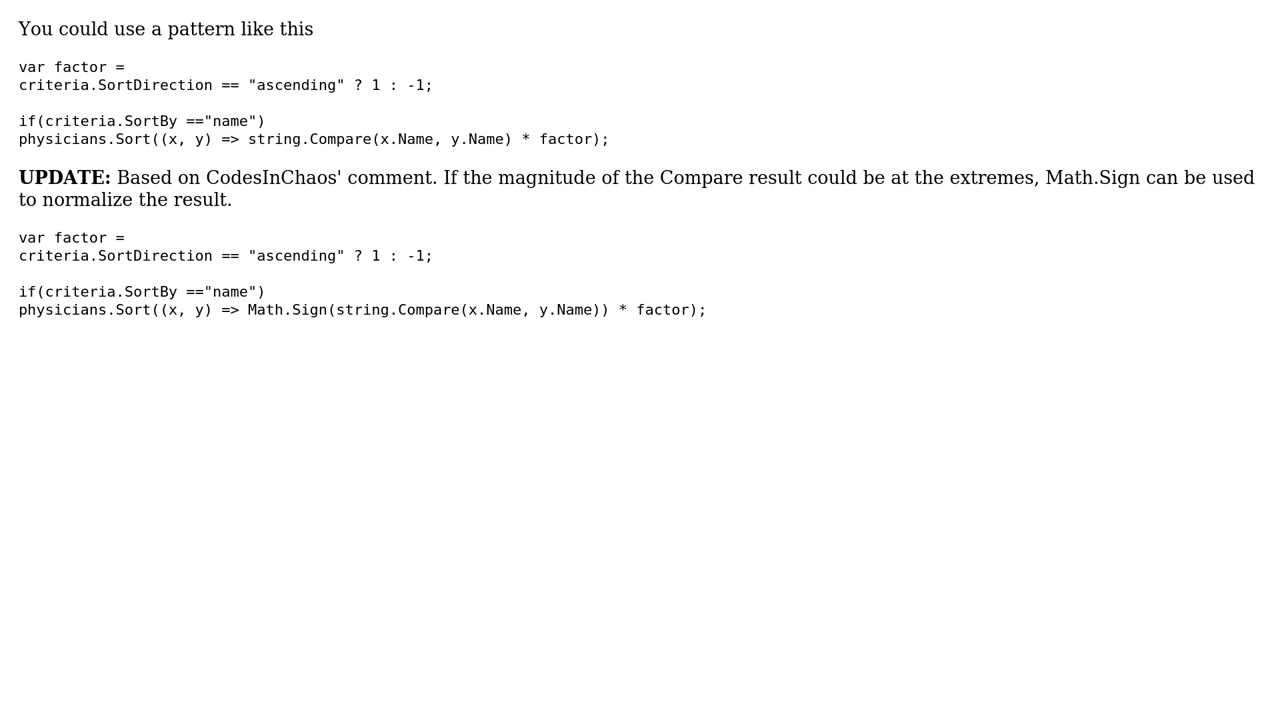 You could use a pattern like this
var factor =
criteria.SortDirection == "ascending" ? 1 : -1;
if(criteria.SortBy =="name")
physicians.Sort((x, y) => string.Compare(x.Name, y.Name) * factor);
UPDATE: Based on CodesInChaos' comment. If the magnitude of the Compare result could be at the extremes, Math.Sign can be used
to normalize the result.
var factor =
criteria.SortDirection == "ascending" ? 1 : -1;
if(criteria.SortBy =="name")
physicians.Sort((x, y) => Math.Sign(string.Compare(x.Name, y.Name)) * factor);